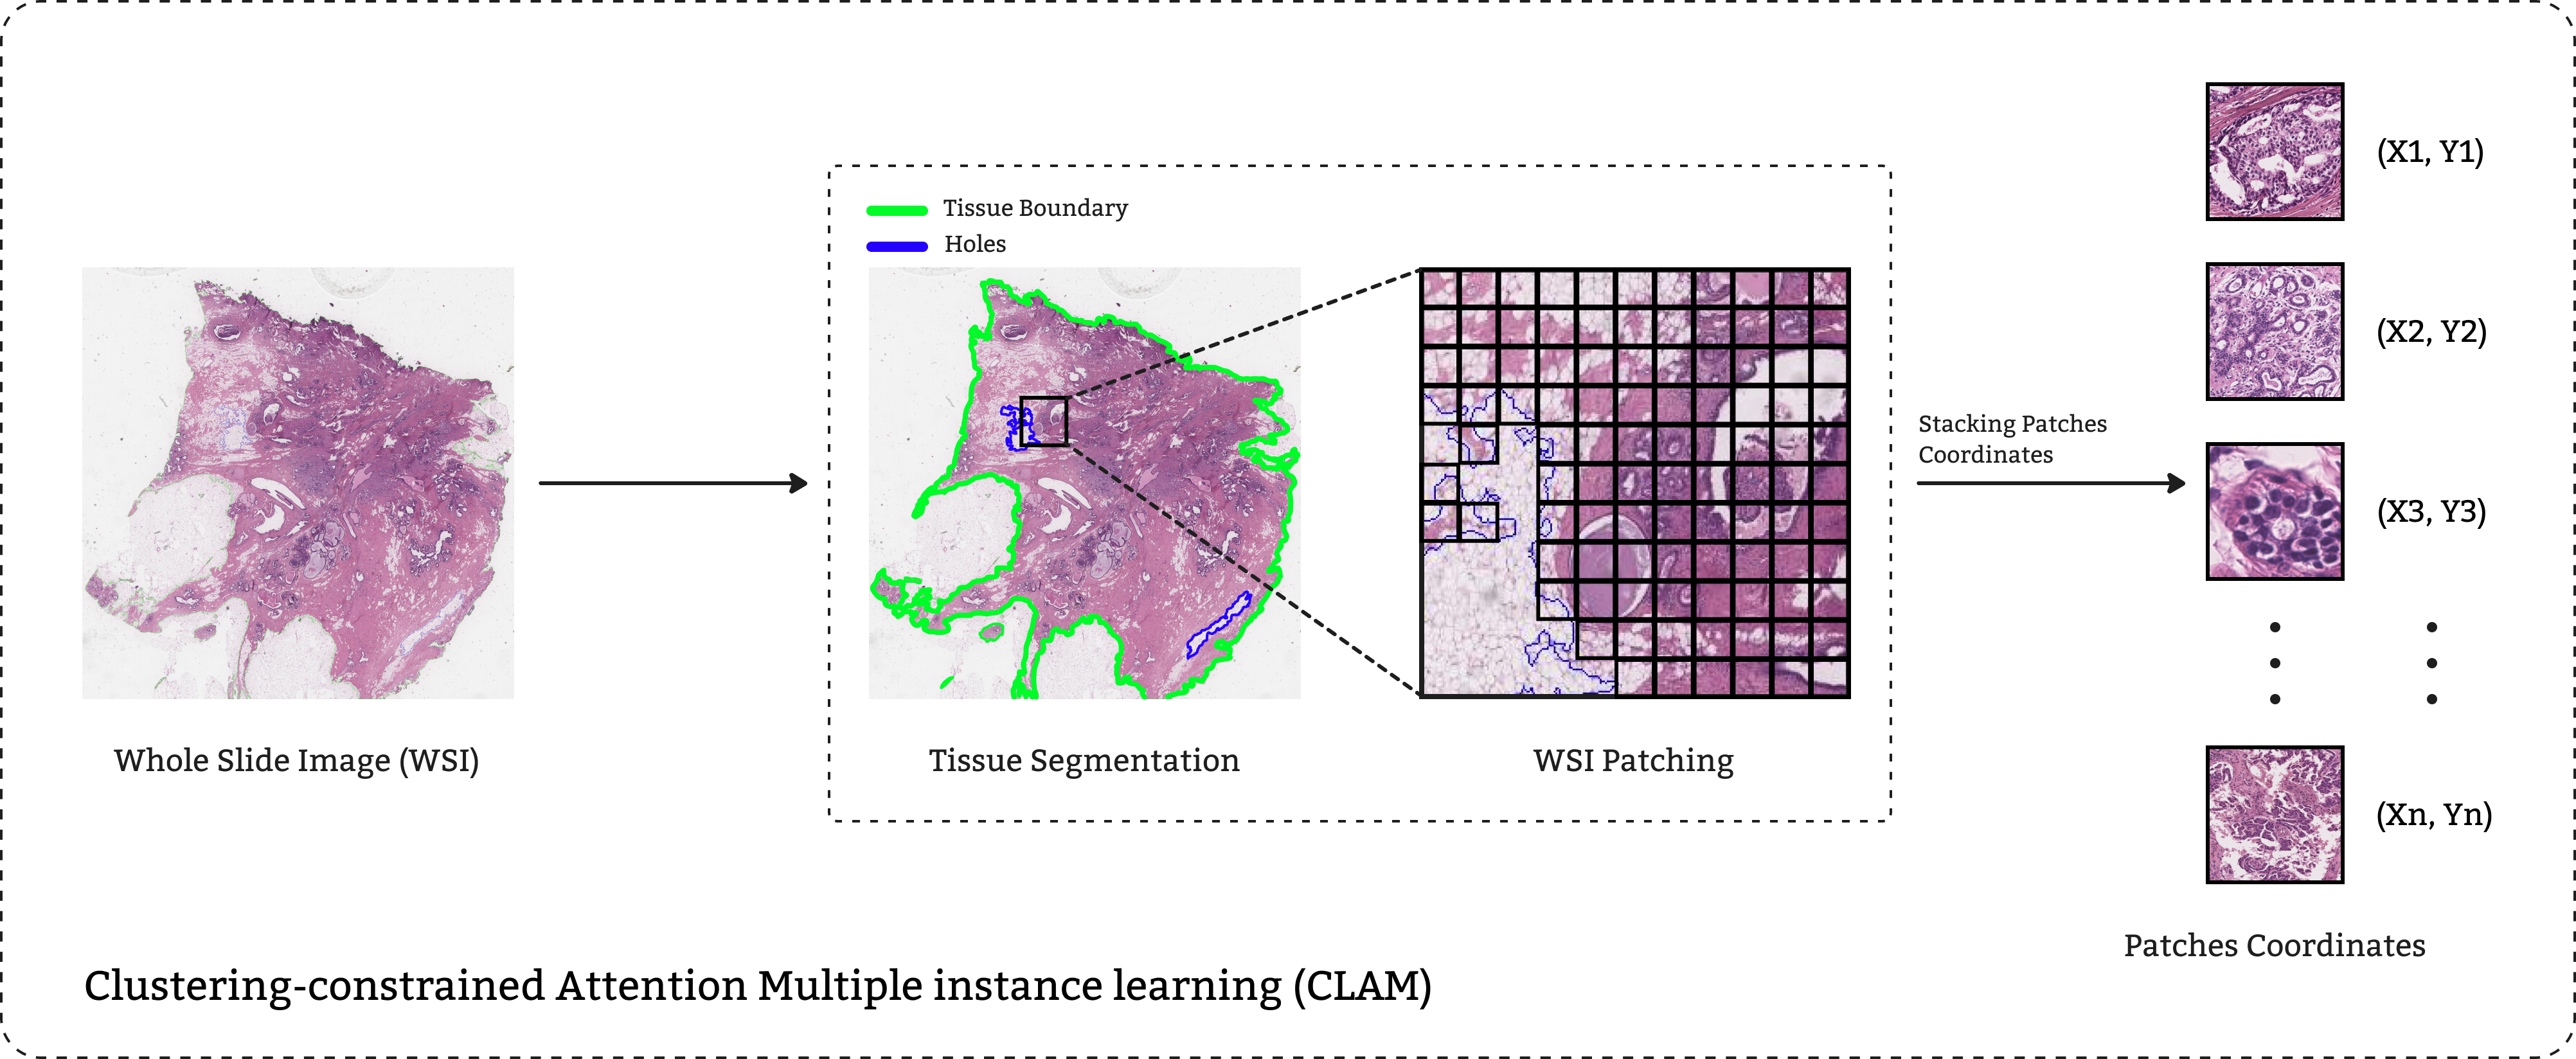 Tissue Boundary
Holes
Whole Slide Image (WSI)
Tissue Segmentation
WSI Patching
Stacking Patches
Coordinates
(X1, Y1)
(X2, Y2)
(X3, Y3)
(Xn, Yn)
Patches Coordinates
Clustering-constrained Attention Multiple instance learning (CLAM)